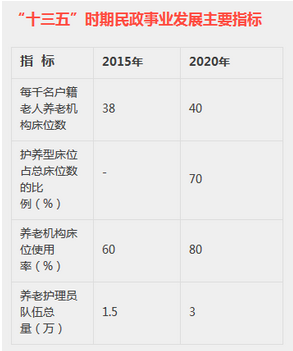 “十三五”时期民政事业发展主要指标
指 标 2015年 2020年
每千名户籍
老人养老机
构床位数 38 40
护养型床位
占总床位数
的比
例（%） - 70
养老机构床
位使用
率（%） 60 80
养老护理员
队伍总
量（万） 1.5 3